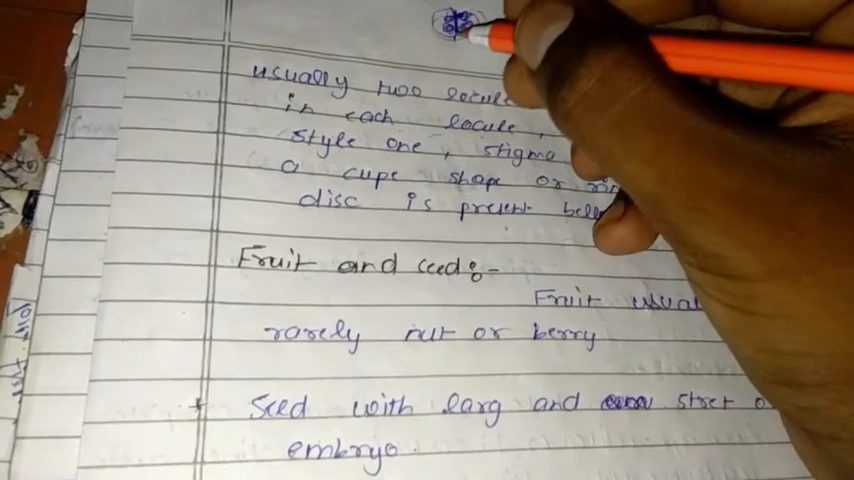 usually two locule
in each locule,
style one, stigma
a cupe shape or
disc is present
Fruit and seed:-
Fruit
rarely nut or berry
Seed with larg and stret
embryo.